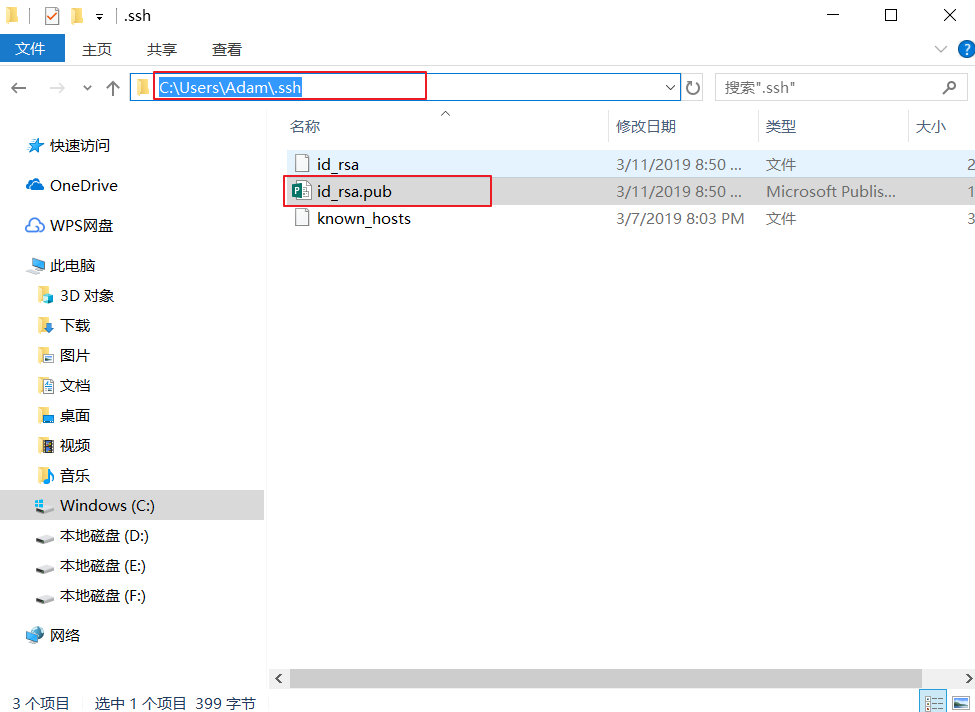 .ssh
文件 主页 共享 查看 ?
C:\Users\Adam\.ssh 搜索".ssh"
名称 修改日期 类型 大小
快速访问
OneDrive
WPS网盘
此电脑
3D 对象
下载
图片
文档
桌面
视频
音乐
Windows (C:)
本地磁盘 (D:)
本地磁盘 (E:)
本地磁盘 (F:)
网络
id_rsa 3/11/2019 8:50 ... 文件 2
id_rsa.pub 3/11/2019 8:50 ... Microsoft Publis... 1
known_hosts 3/7/2019 8:03 PM 文件 3
3 个项目 选中 1 个项目 399 字节